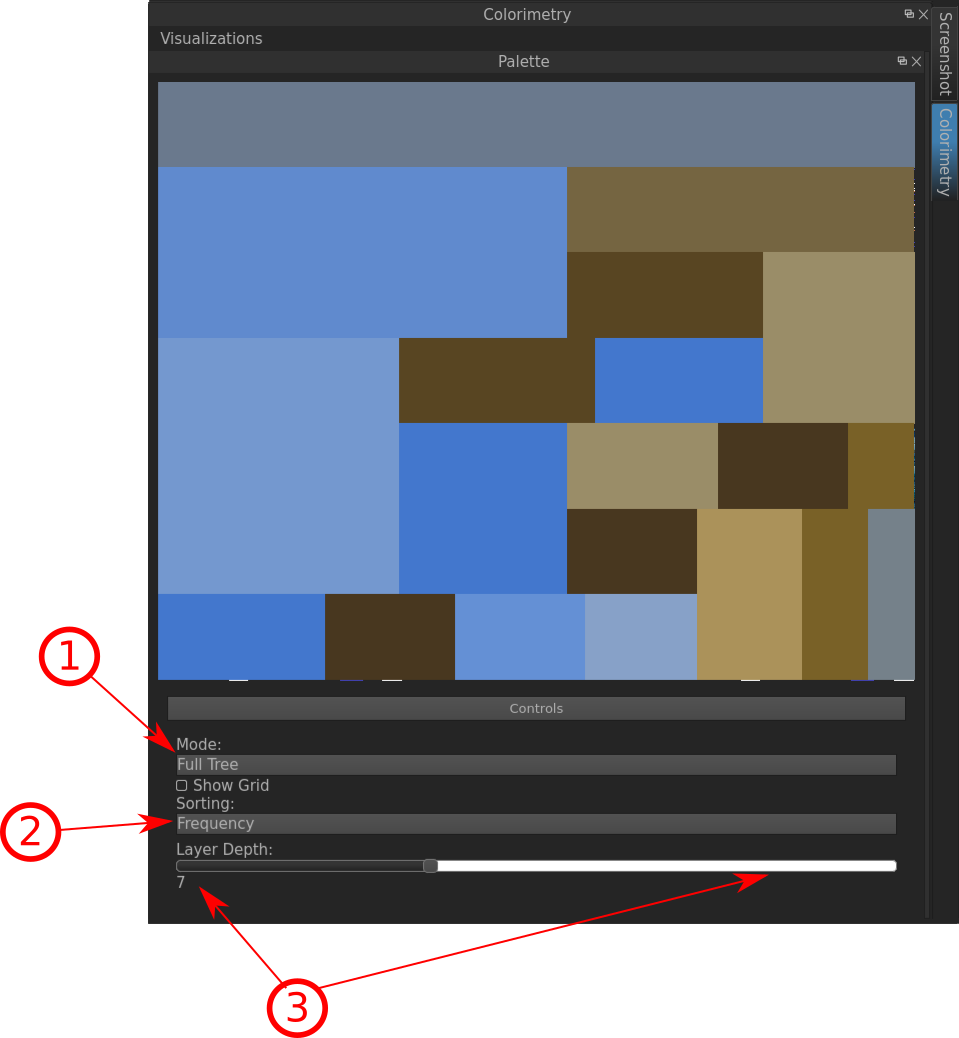 Colorimetry
Visualizations
Palette
Screenshot
Colorimetry
Controls
1
Mode:
Full Tree
Show Grid
Sorting:
2
Frequency
Layer Depth:
7
3